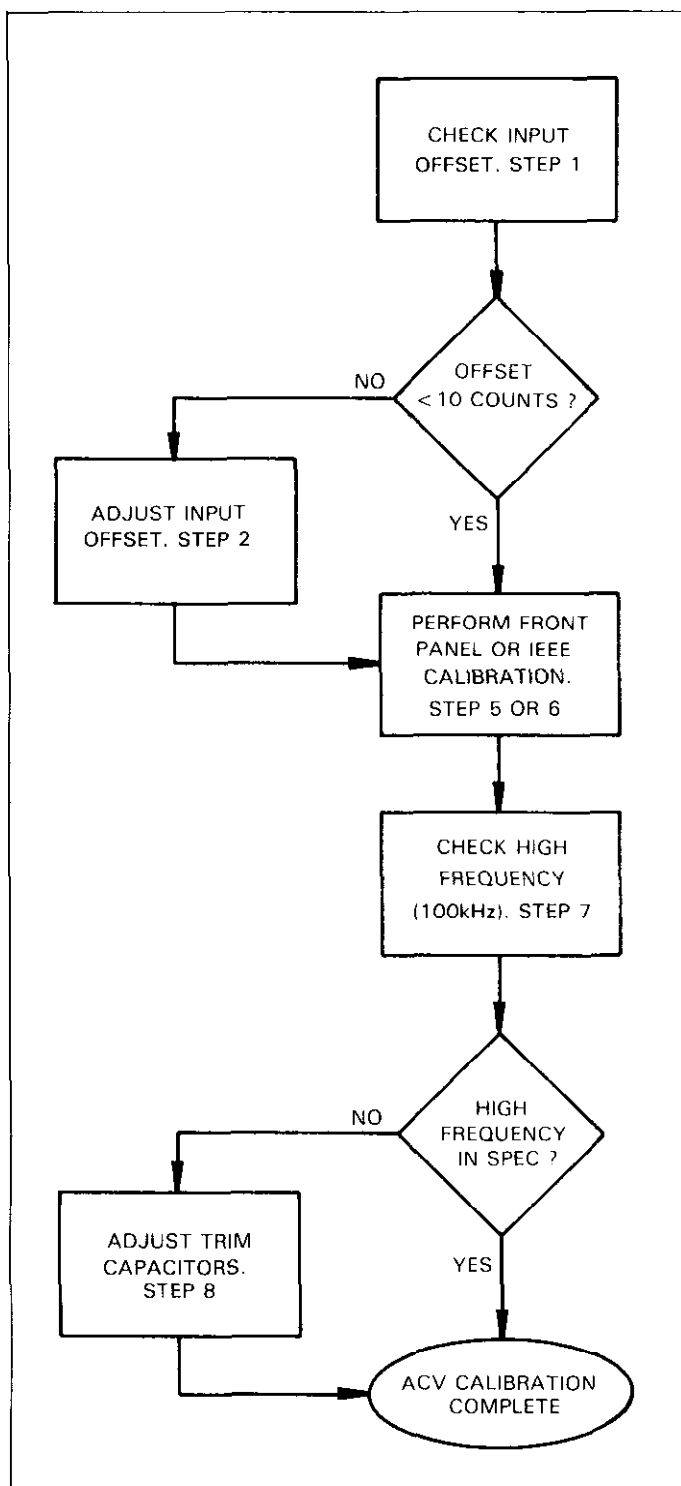 CHECK INPUT
OFFSET. STEP 1
OFFSET
< 10 COUNTS ?
NO
YES
ADJUST INPUT
OFFSET. STEP 2
PERFORM FRONT
PANEL OR IEEE
CALIBRATION.
STEP 5 OR 6
CHECK HIGH
FREQUENCY
(100kHz). STEP 7
HIGH
FREQUENCY
IN SPEC ?
NO
YES
ADJUST TRIM
CAPACITORS.
STEP 8
ACV CALIBRATION
COMPLETE